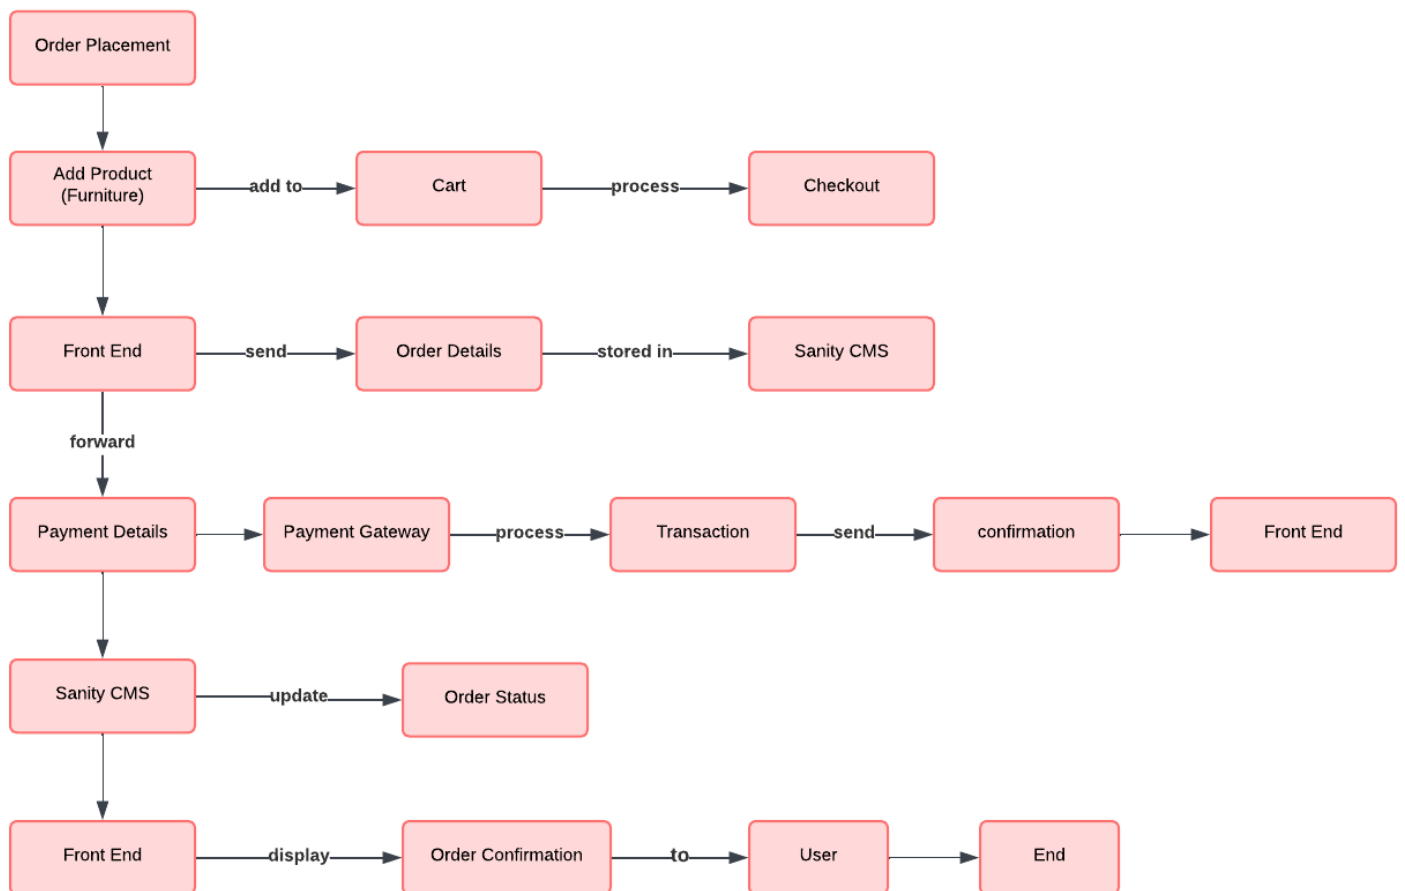 Order Placement
Add Product
(Furniture)
add to
Cart
process
Checkout
Front End
send
Order Details
stored in
Sanity CMS
forward
Payment Details
Payment Gateway
process
Transaction
send
confirmation
Front End
Sanity CMS
update
Order Status
Front End
display
Order Confirmation
to
User
End